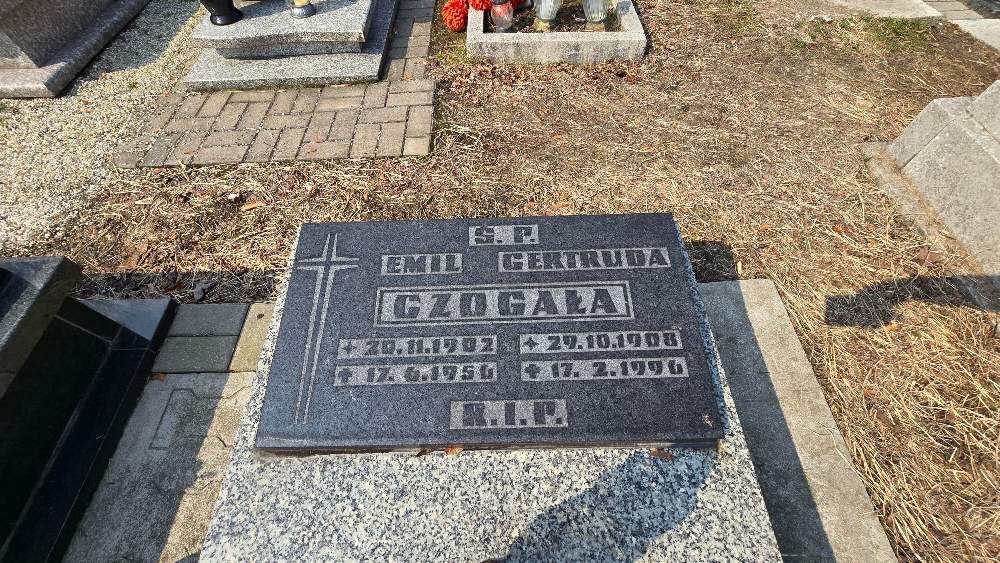 Ś. P.
EMIL GERTRUDA
CZOGAŁA
✶ 20.11.1902 ✶ 29.10.1908
✝ 17. 6.1956 ✝ 17. 2.1996
R.I.P.